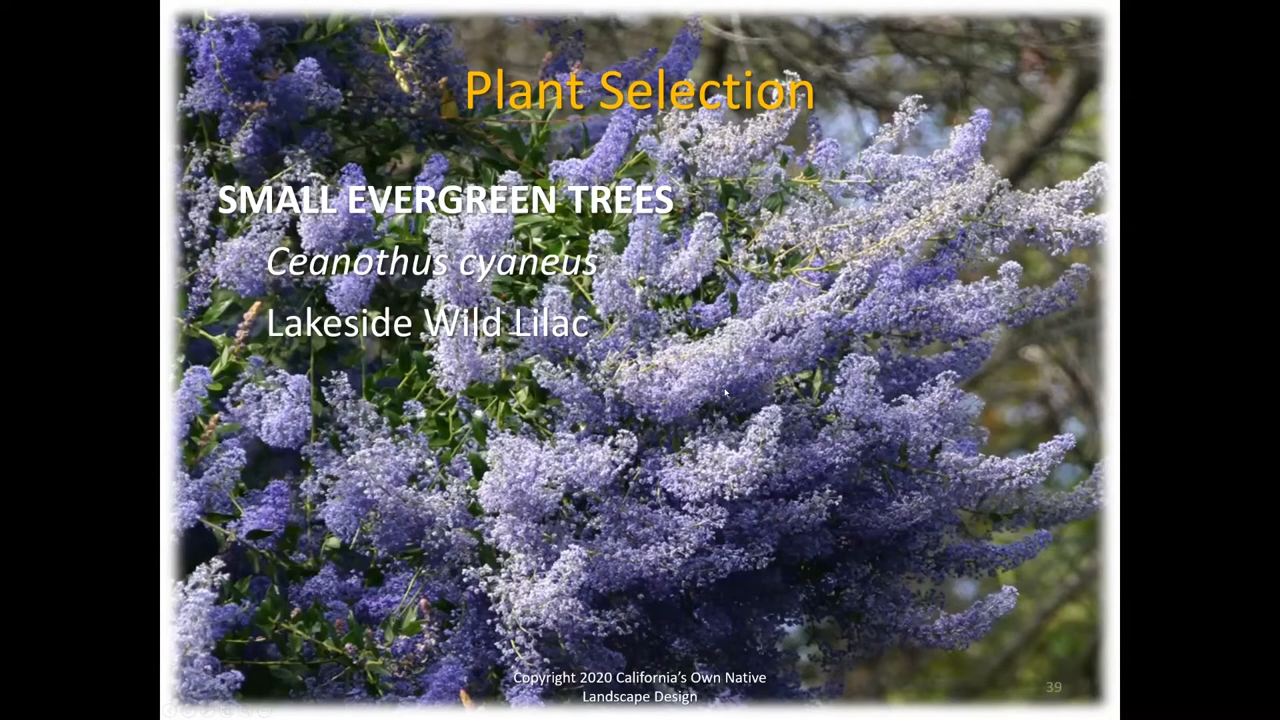 Plant Selection
SMALL EVERGREEN TREES
Ceanothus cyaneus
Lakeside Wild Lilac
Copyright 2020 California’s Own Native
Landscape Design
39